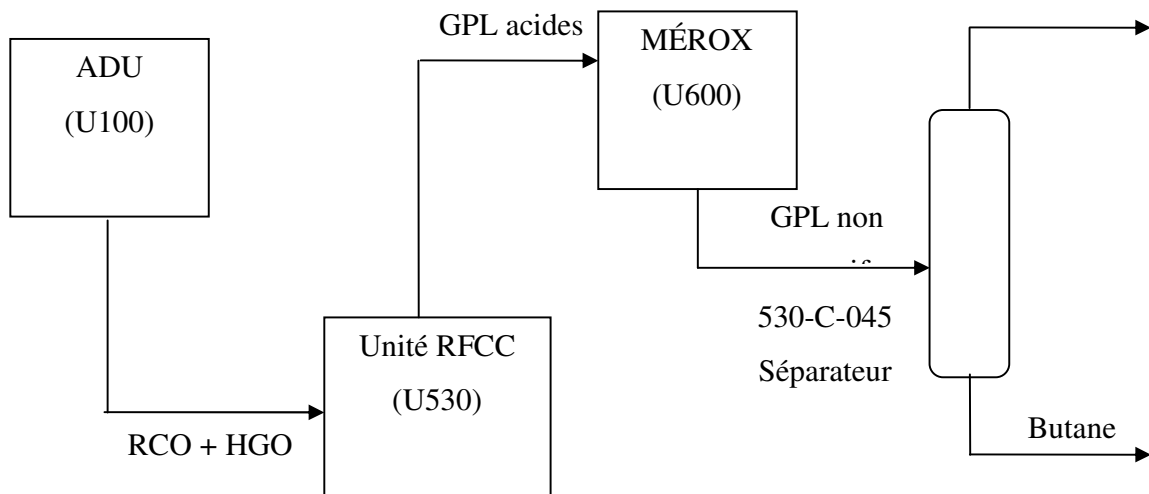 ADU
(U100)
GPL acides
MÉROX
(U600)
GPL non
530-C-045
Séparateur
Unité RFCC
(U530)
RCO + HGO
Butane